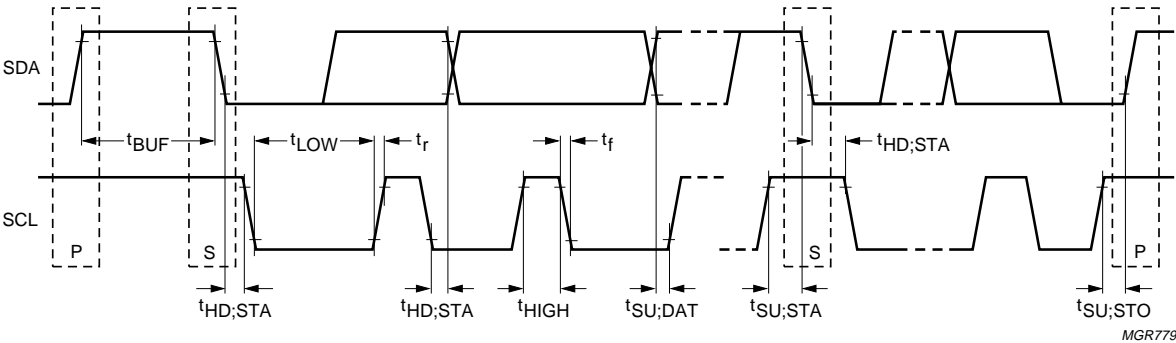 SDA
tBUF
tLOW
tr
tf
tHD;STA
SCL
P
S
S
P
tHD;STA
tHD;STA
tHIGH
tSU;DAT
tSU;STA
tSU;STO
MGR779